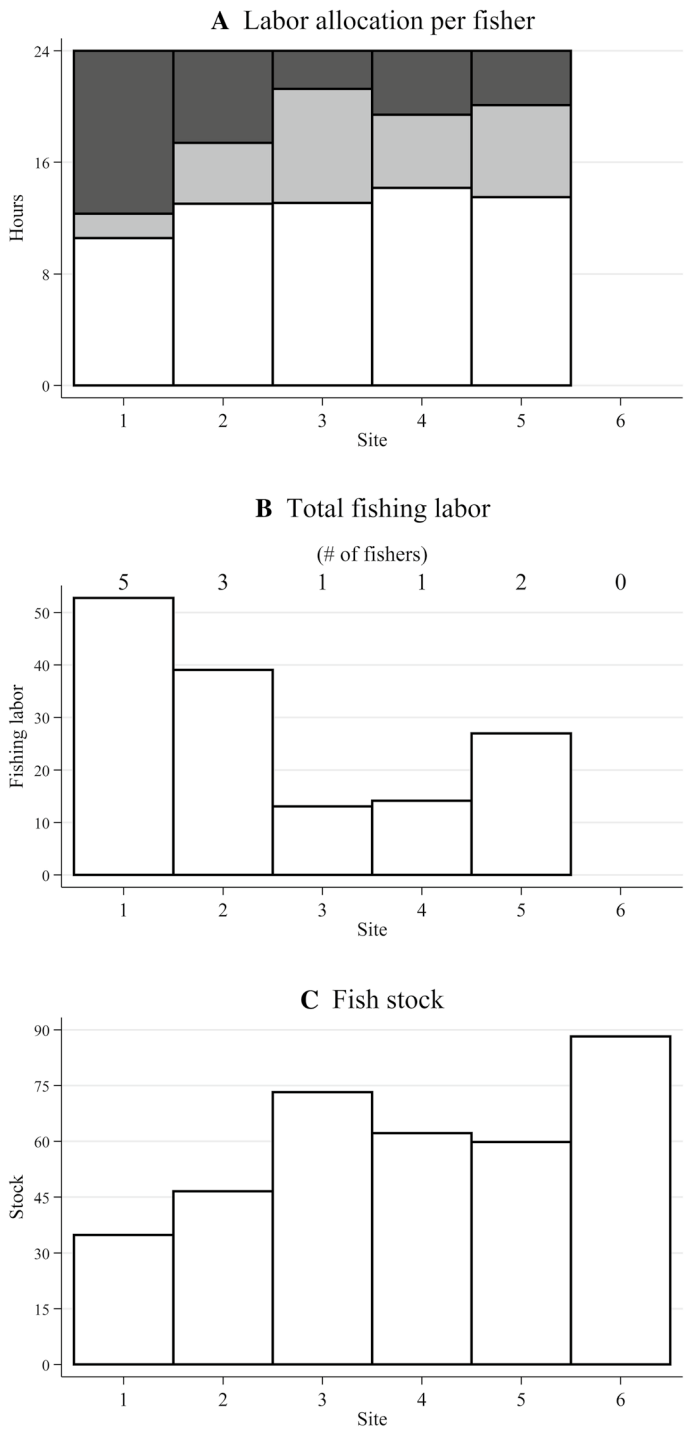 A Labor allocation per fisher
24
16
8
0
Hours
1 2 3 4 5 6
Site
B Total fishing labor
(# of fishers)
5 3 1 1 2 0
50
40
30
20
10
0
Fishing labor
1 2 3 4 5 6
Site
C Fish stock
90
75
60
45
30
15
0
Stock
1 2 3 4 5 6
Site